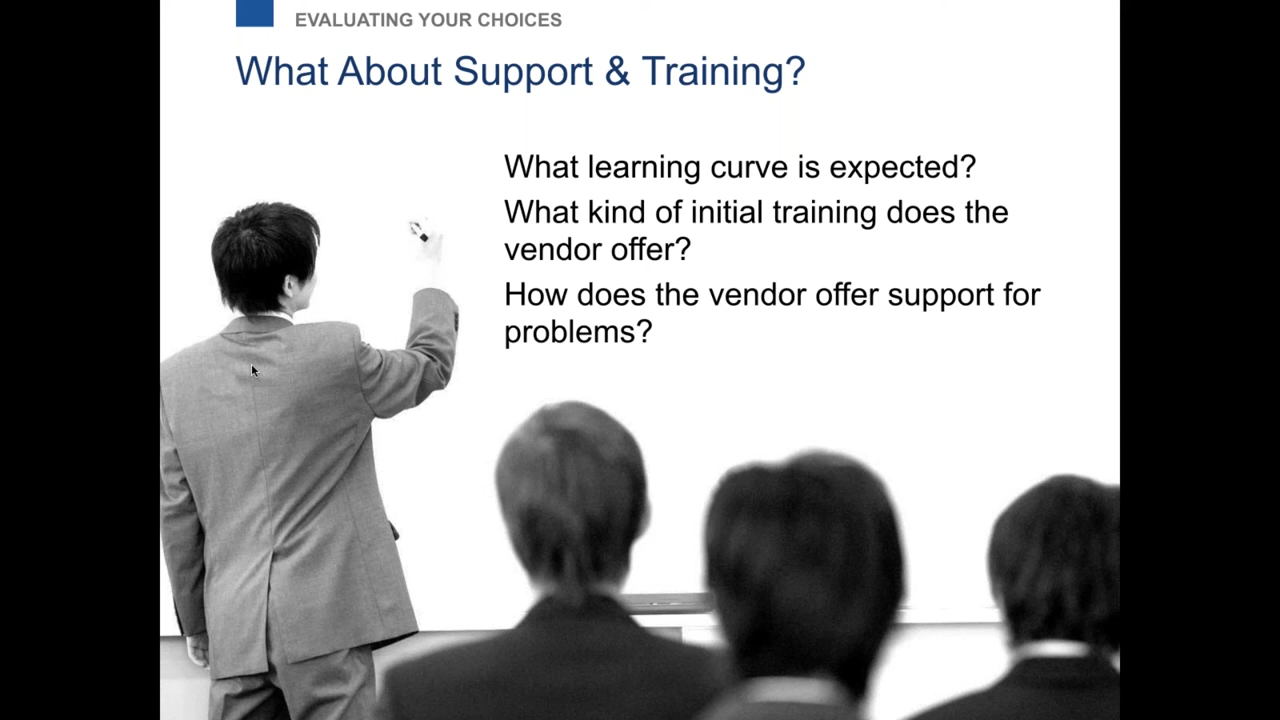 EVALUATING YOUR CHOICES
What About Support & Training?
What learning curve is expected?
What kind of initial training does the
vendor offer?
How does the vendor offer support for
problems?